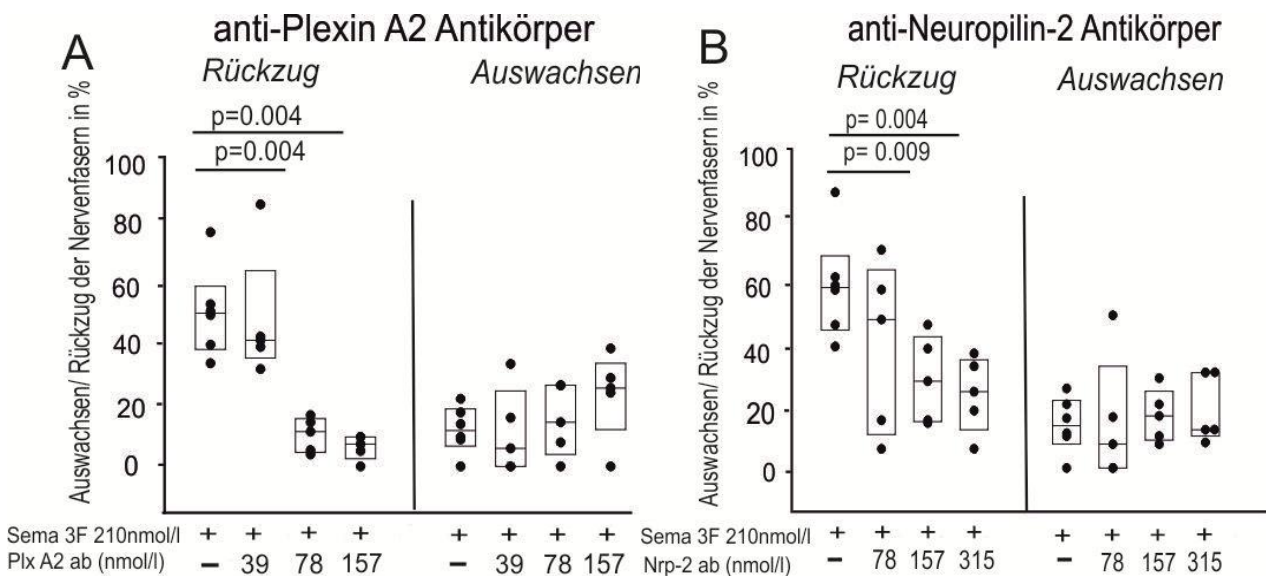 anti-Plexin A2 Antikörper
A
Rückzug
Auswachsen
p=0.004
p=0.004
Auswachsen/ Rückzug der Nervenfasern in %
100
80
60
40
20
0
Sema 3F 210nmol/l + + + + + + + +
Plx A2 ab (nmol/l) – 39 78 157 – 39 78 157
anti-Neuropilin-2 Antikörper
B
Rückzug
Auswachsen
p= 0.004
p= 0.009
Auswachsen/ Rückzug der Nervenfasern in %
100
80
60
40
20
0
Sema 3F 210nmol/l + + + + + + + +
Nrp-2 ab (nmol/l) – 78 157 315 – 78 157 315